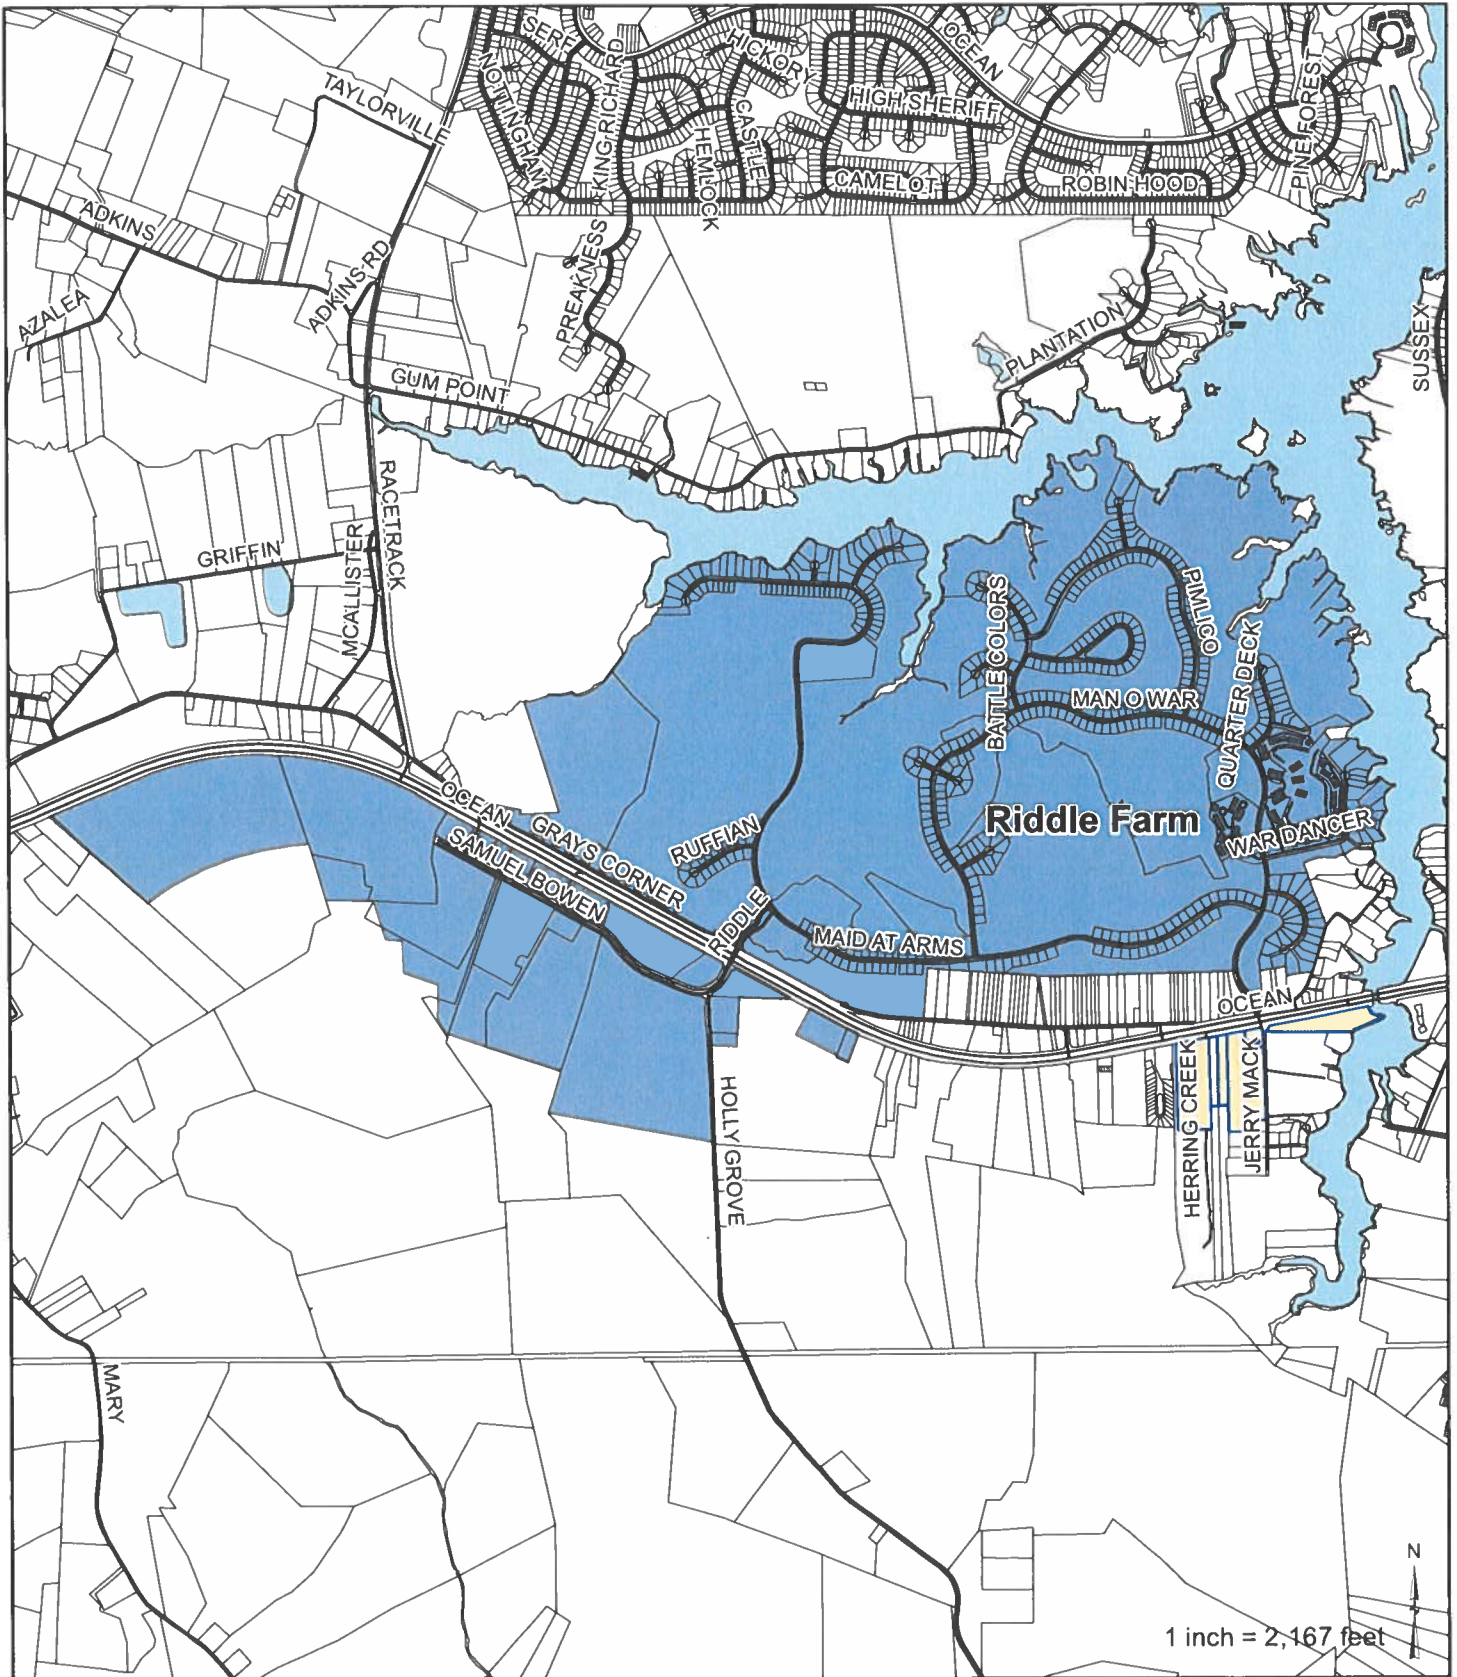 SERF
HICKORY
OCEAN
NOTTINGHAM
KING RICHARD
TAYLORVILLE
HIGH SHERIFF
PINE FOREST
CASTLE
HEMLOCK
CAMELOT
ROBIN HOOD
ADKINS
ADKINS RD
PREAKNESS
AZALEA
PLANTATION
SUSSEX
GUM POINT
RACETRACK
GRIFFIN
MCALLISTER
BATTLE COLORS
PIMLICO
QUARTER DECK
MAN O WAR
OCEAN
GRAYS CORNER
SAMUEL BOWEN
RUFFIAN
Riddle Farm
WAR DANCER
RIDDLE
MAID AT ARMS
OCEAN
HOLLY GROVE
HERRING CREEK
JERRY MACK
MARY
N
1 inch = 2,167 feet